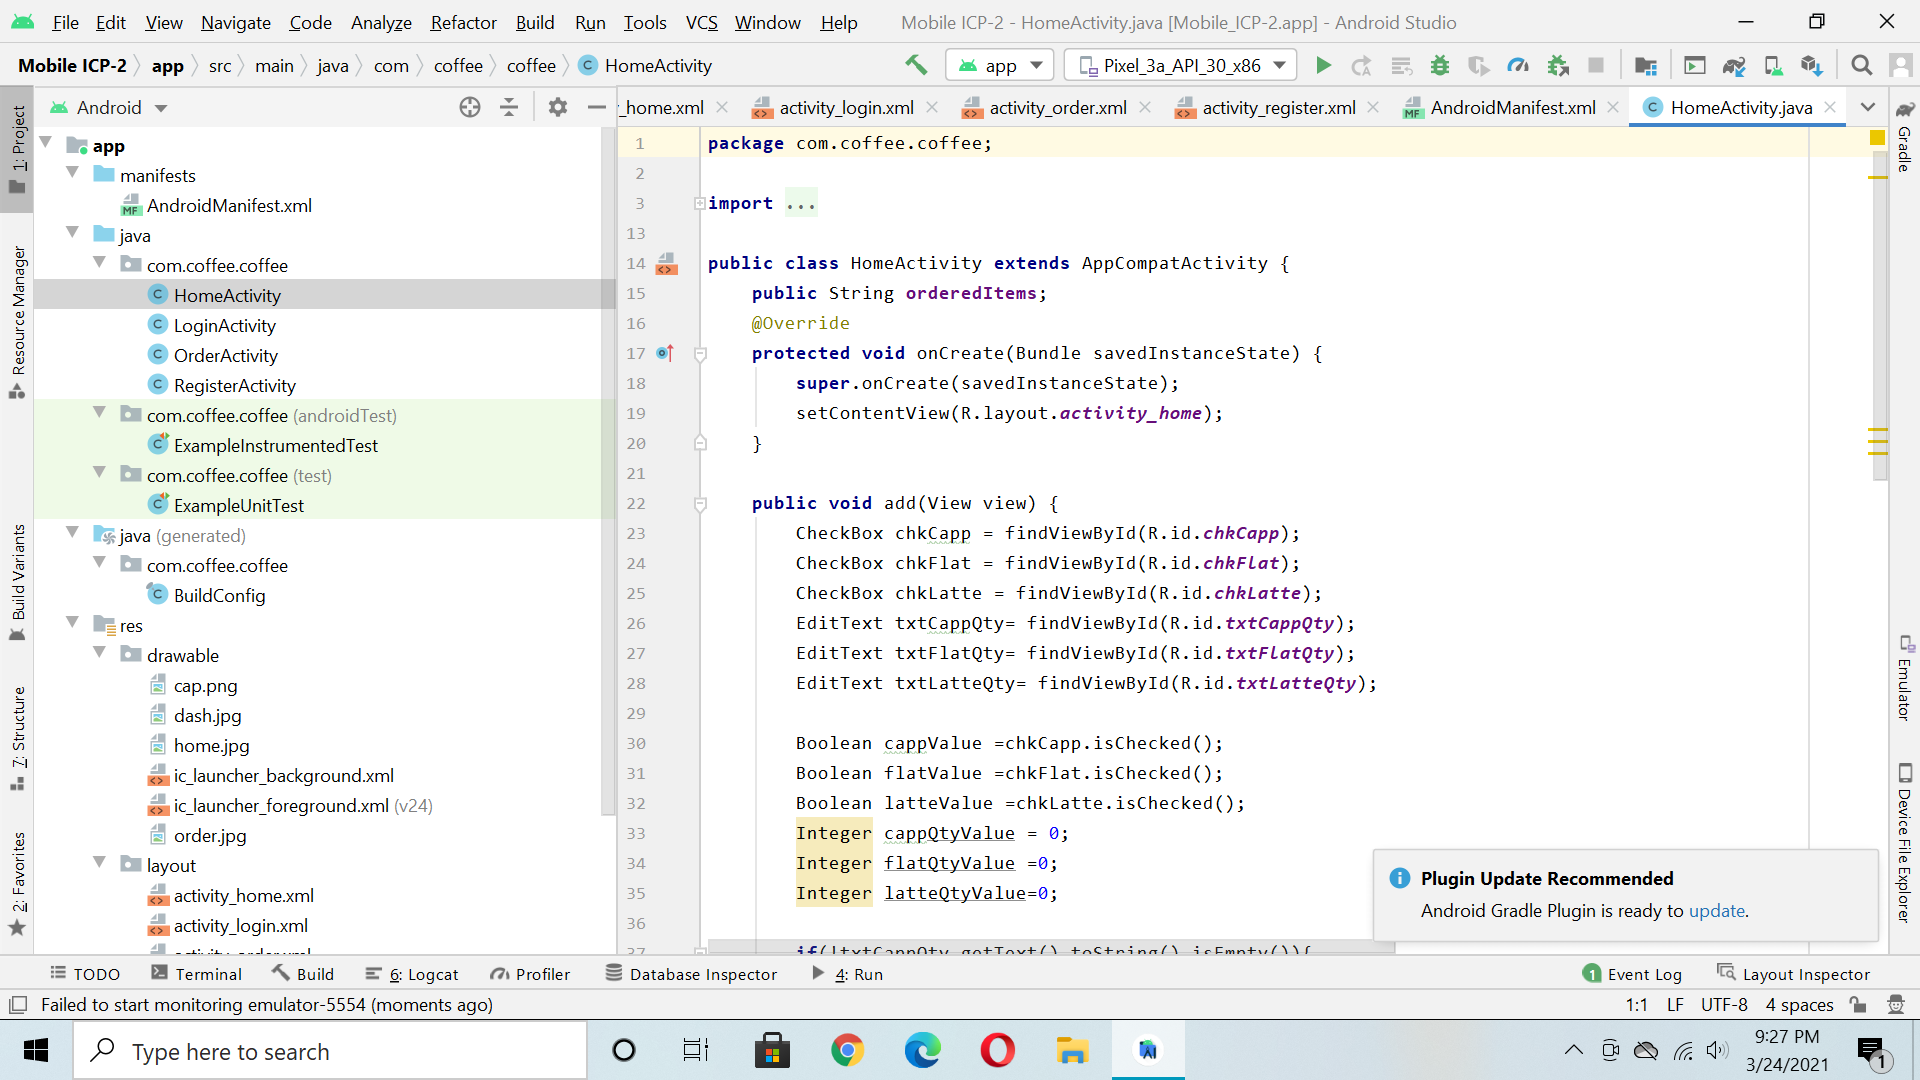 File Edit View Navigate Code Analyze Refactor Build Run Tools VCS Window Help Mobile ICP-2 - HomeActivity.java [Mobile_ICP-2.app] - Android Studio
Mobile ICP-2 app src main java com coffee coffee C HomeActivity app Pixel_3a_API_30_x86
Android
_home.xml activity_login.xml activity_order.xml activity_register.xml MF AndroidManifest.xml C HomeActivity.java
1: Project
Resource Manager
Build Variants
7: Structure
2: Favorites
app
manifests
MF AndroidManifest.xml
java
com.coffee.coffee
C HomeActivity
C LoginActivity
C OrderActivity
C RegisterActivity
com.coffee.coffee (androidTest)
C ExampleInstrumentedTest
com.coffee.coffee (test)
C ExampleUnitTest
java (generated)
com.coffee.coffee
C BuildConfig
res
drawable
cap.png
dash.jpg
home.jpg
ic_launcher_background.xml
ic_launcher_foreground.xml (v24)
order.jpg
layout
activity_home.xml
activity_login.xml
1 package com.coffee.coffee;
2
3 import ...
13
14 public class HomeActivity extends AppCompatActivity {
15 public String orderedItems;
16 @Override
17 protected void onCreate(Bundle savedInstanceState) {
18 super.onCreate(savedInstanceState);
19 setContentView(R.layout.activity_home);
20 }
21
22 public void add(View view) {
23 CheckBox chkCapp = findViewById(R.id.chkCapp);
24 CheckBox chkFlat = findViewById(R.id.chkFlat);
25 CheckBox chkLatte = findViewById(R.id.chkLatte);
26 EditText txtCappQty= findViewById(R.id.txtCappQty);
27 EditText txtFlatQty= findViewById(R.id.txtFlatQty);
28 EditText txtLatteQty= findViewById(R.id.txtLatteQty);
29
30 Boolean cappValue =chkCapp.isChecked();
31 Boolean flatValue =chkFlat.isChecked();
32 Boolean latteValue =chkLatte.isChecked();
33 Integer cappQtyValue = 0;
34 Integer flatQtyValue =0;
35 Integer latteQtyValue=0;
36
37 if(!txtCappQty.getText().toString().isEmpty()){
Gradle
Emulator
Device File Explorer
Plugin Update Recommended
Android Gradle Plugin is ready to update.
TODO Terminal Build 6: Logcat Profiler Database Inspector 4: Run 1 Event Log Layout Inspector
Failed to start monitoring emulator-5554 (moments ago) 1:1 LF UTF-8 4 spaces
Type here to search
9:27 PM
3/24/2021
1